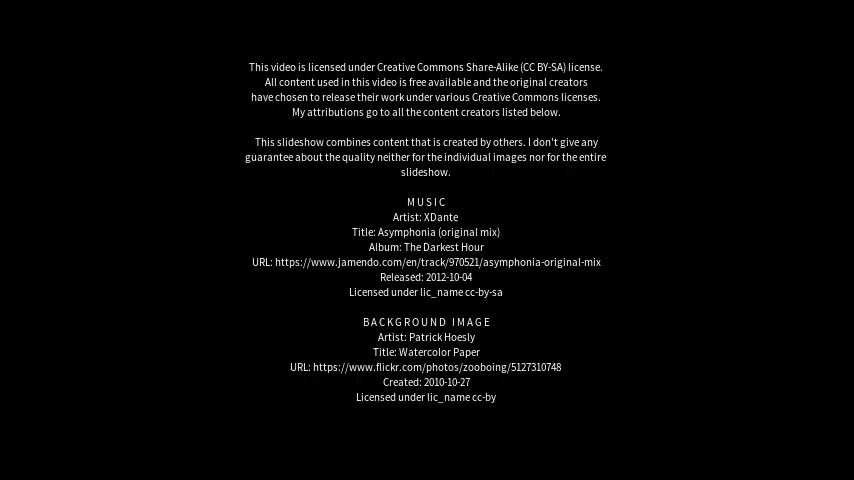 This video is licensed under Creative Commons Share-Alike (CC BY-SA) license.
All content used in this video is free available and the original creators
have chosen to release their work under various Creative Commons licenses.
My attributions go to all the content creators listed below.
This slideshow combines content that is created by others. I don't give any
guarantee about the quality neither for the individual images nor for the entire
slideshow.
MUSIC
Artist: XDante
Title: Asymphonia (original mix)
Album: The Darkest Hour
URL: https://www.jamendo.com/en/track/970521/asymphonia-original-mix
Released: 2012-10-04
Licensed under lic_name cc-by-sa
BACKGROUND IMAGE
Artist: Patrick Hoesly
Title: Watercolor Paper
URL: https://www.flickr.com/photos/zooboing/5127310748
Created: 2010-10-27
Licensed under lic_name cc-by